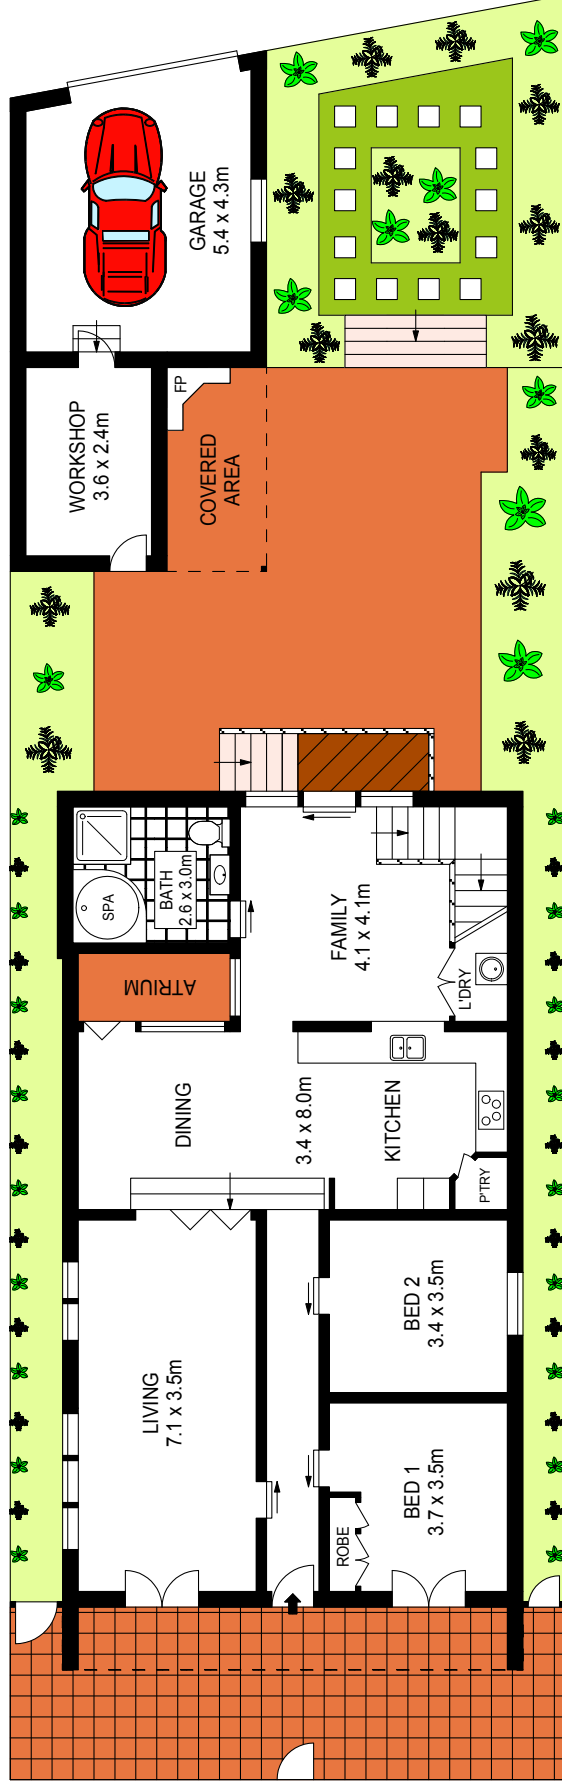 GARAGE
5.4 x 4.3m
FP
WORKSHOP
3.6 x 2.4m
COVERED
AREA
SPA
BATH
2.6 x 3.0m
FAMILY
4.1 x 4.1m
ATRIUM
L'DRY
DINING
3.4 x 8.0m
KITCHEN
P'TRY
LIVING
7.1 x 3.5m
BED 2
3.4 x 3.5m
ROBE
BED 1
3.7 x 3.5m